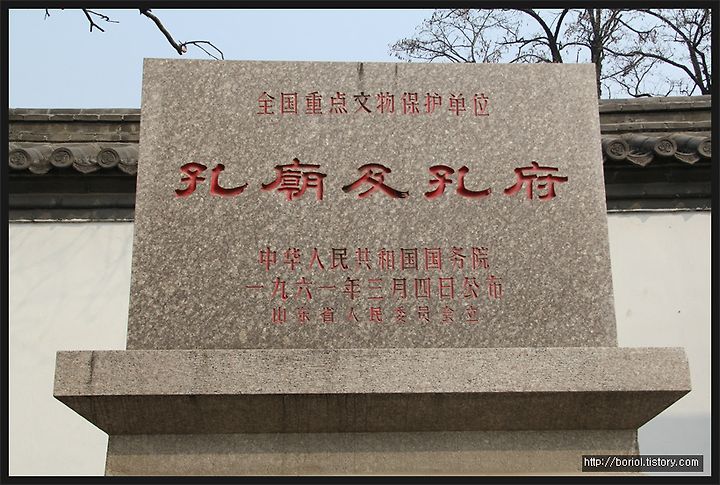 全国重点文物保护单位
孔廟及孔府
中华人民共和国国务院
一九六一年三月四日公布
山东省人民委员会立
http://boriol.tistory.com